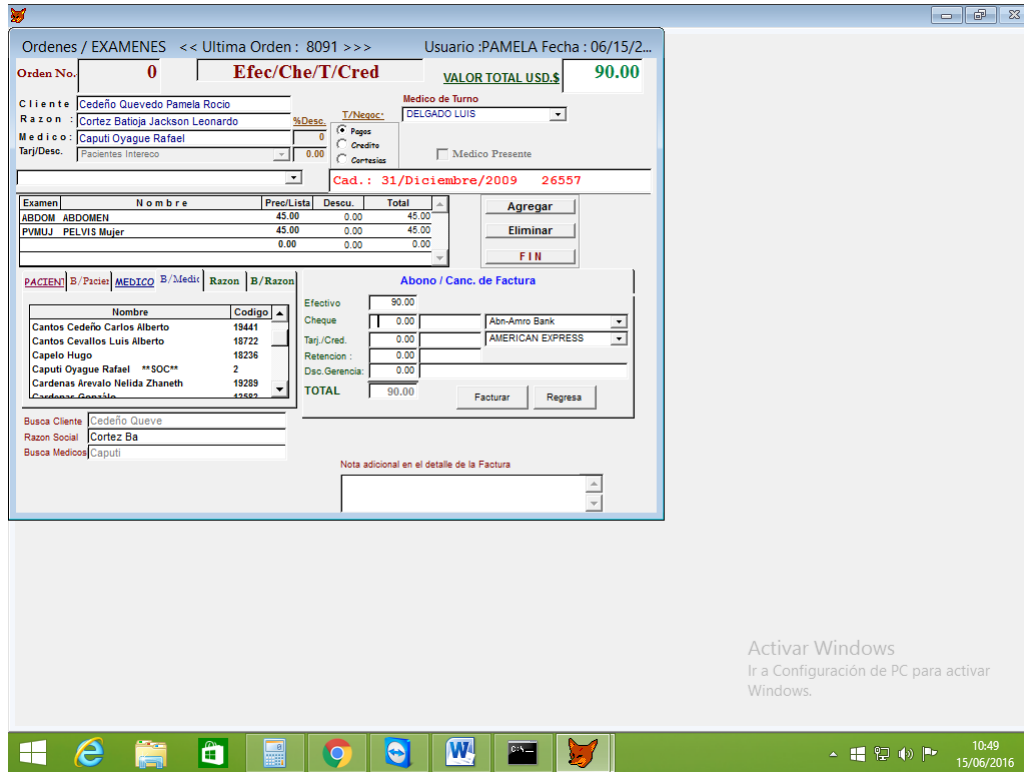 Ordenes / EXAMENES << Ultima Orden : 8091 >>> Usuario :PAMELA Fecha : 06/15/2...
Orden No. 0 Efec/Che/T/Cred VALOR TOTAL USD.$ 90.00
Cliente Cedeño Quevedo Pamela Rocio
Razon : Cortez Batioja Jackson Leonardo
Medico : Caputi Oyague Rafael
Tarj/Desc. Pacientes Intereco
%Desc.
0
0.00
T/Negoc:
Pagos
Credito
Cortesias
Medico de Turno
DELGADO LUIS
Medico Presente
Cad.: 31/Diciembre/2009 26557
Examen Nombre Prec/Lista Descu. Total
ABDOM ABDOMEN 45.00 0.00 45.00
PVMUJ PELVIS Mujer 45.00 0.00 45.00
0.00 0.00 0.00
Agregar
Eliminar
FIN
PACIENT B/Pacier MEDICO B/Medic Razon B/Razon
Nombre Codigo
Cantos Cedeño Carlos Alberto 19441
Cantos Cevallos Luis Alberto 18722
Capelo Hugo 18236
Caputi Oyague Rafael **SOC** 2
Cardenas Arevalo Nelida Zhaneth 19289
Cardenas Gonzálo 12582
Abono / Canc. de Factura
Efectivo 90.00
Cheque 0.00 Abn-Amro Bank
Tarj./Cred. 0.00 AMERICAN EXPRESS
Retencion : 0.00
Dsc.Gerencia: 0.00
TOTAL 90.00
Facturar Regresa
Busca Cliente Cedeño Queve
Razon Social Cortez Ba
Busca Medicos Caputi
Nota adicional en el detalle de la Factura
Activar Windows
Ir a Configuración de PC para activar
Windows.
10:49
15/06/2016